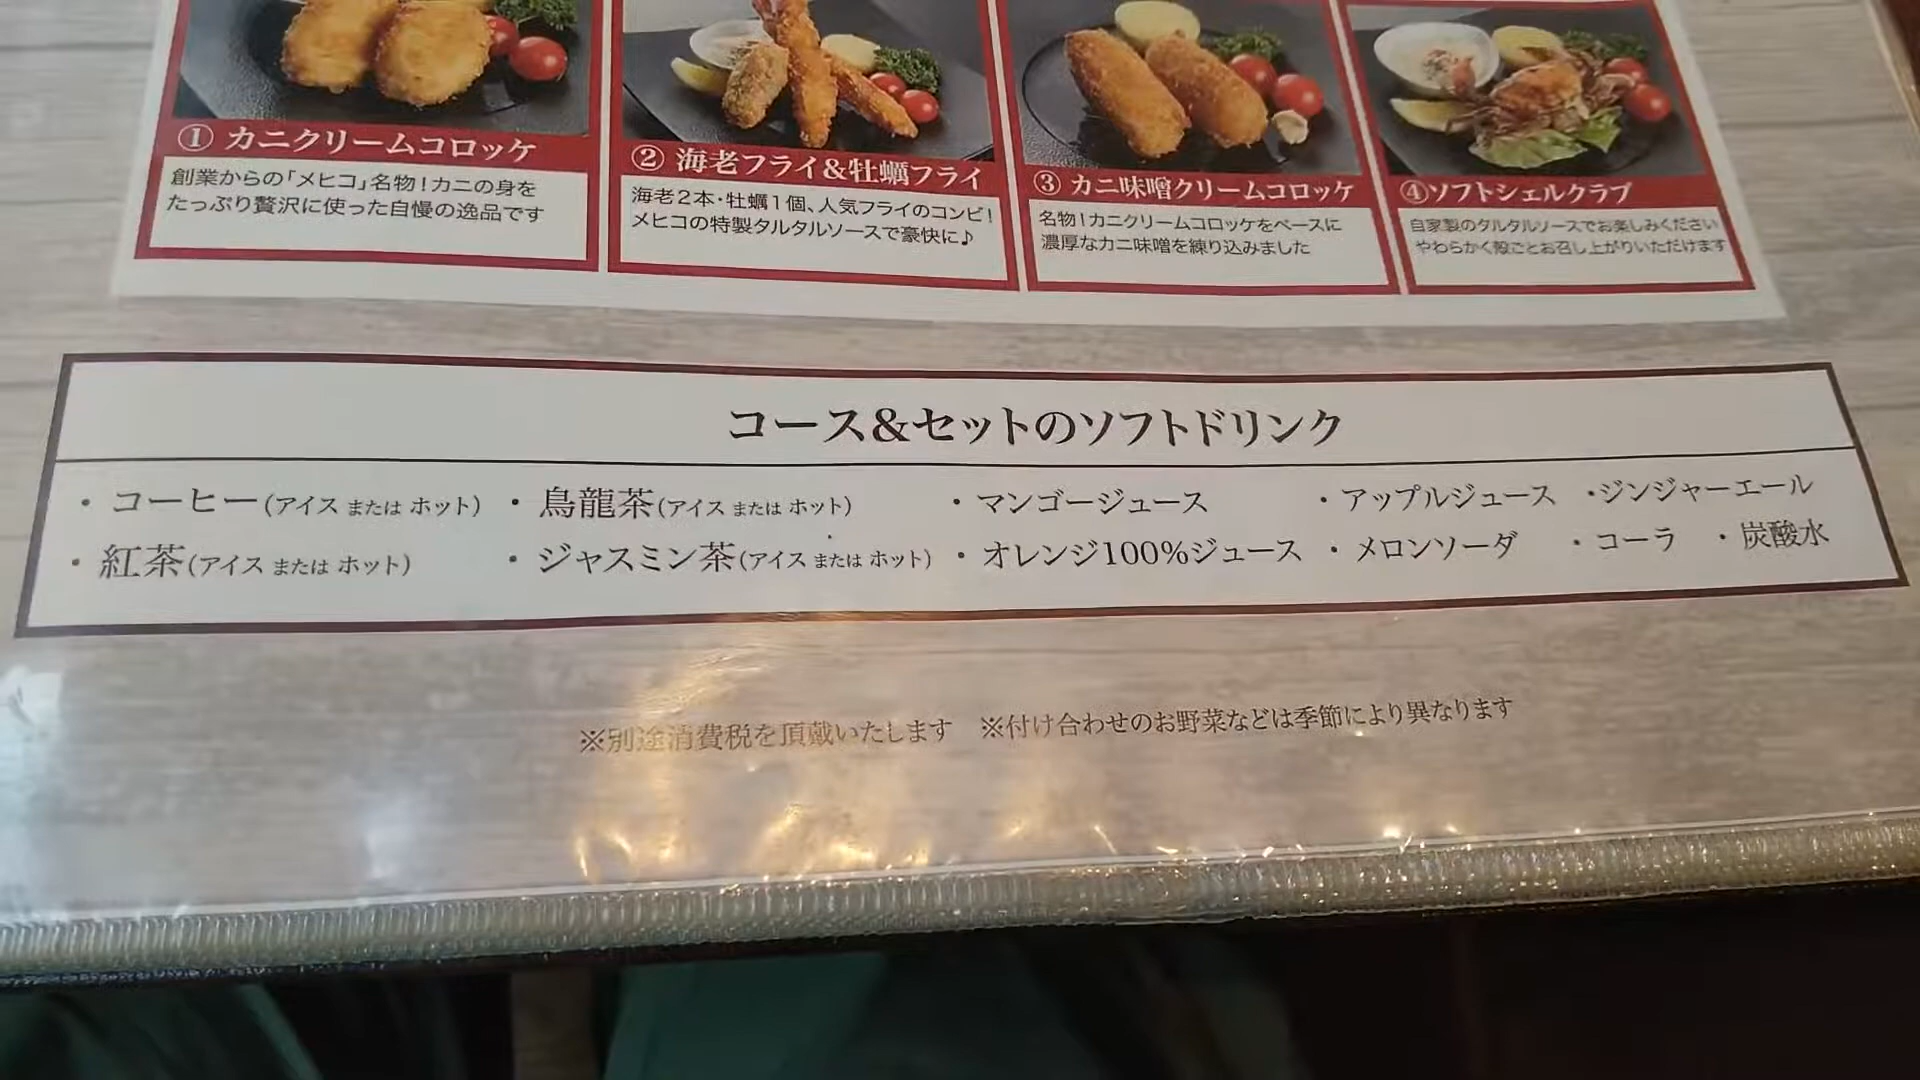 ① カニクリームコロッケ
創業からの「メヒコ」名物！カニの身を
たっぷり贅沢に使った自慢の逸品です
② 海老フライ&牡蠣フライ
海老２本・牡蠣１個、人気フライのコンビ！
メヒコの特製タルタルソースで豪快に♪
③ カニ味噌クリームコロッケ
名物！カニクリームコロッケをベースに
濃厚なカニ味噌を練り込みました
④ソフトシェルクラブ
自家製のタルタルソースでお楽しみください
やわらかく殻ごとお召し上がりいただけます
コース&セットのソフトドリンク
・コーヒー(アイス または ホット) ・烏龍茶(アイス または ホット) ・マンゴージュース ・アップルジュース ・ジンジャーエール
・紅茶(アイス または ホット) ・ジャスミン茶(アイス または ホット) ・オレンジ100%ジュース ・メロンソーダ ・コーラ ・炭酸水
※別途消費税を頂戴いたします ※付け合わせのお野菜などは季節により異なります